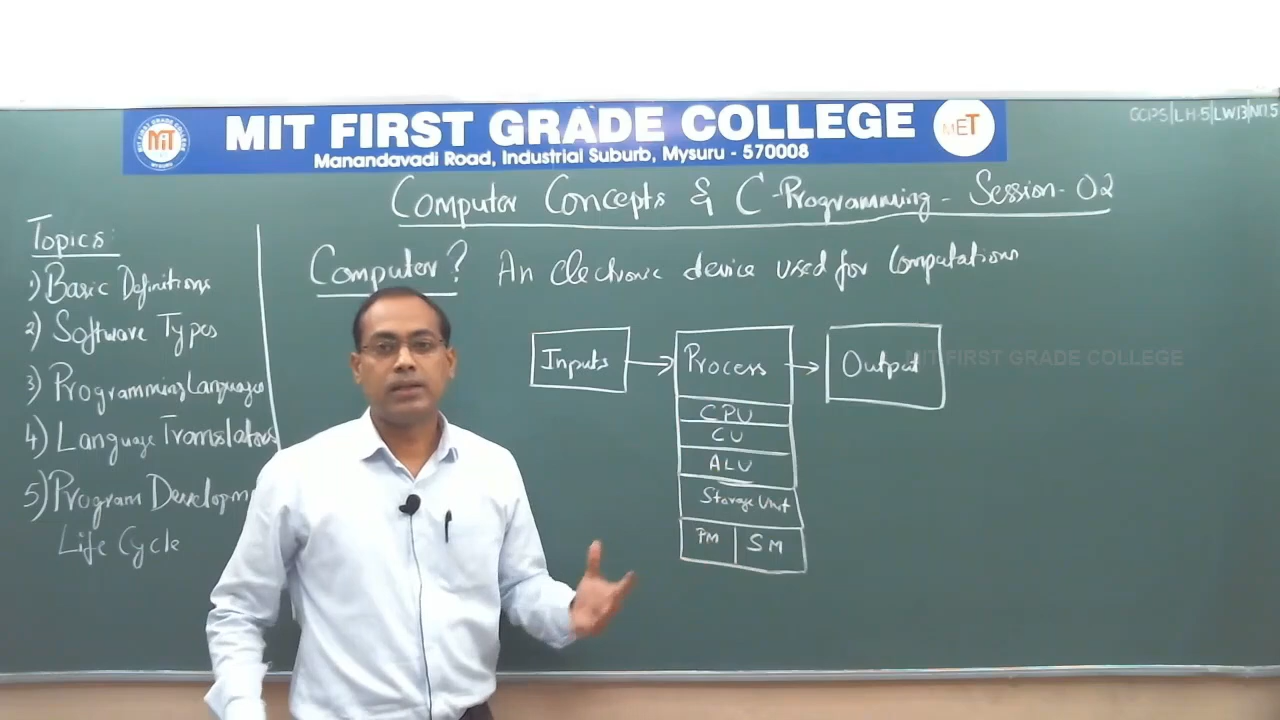 MIT FIRST GRADE COLLEGE
Manandavadi Road, Industrial Suburb, Mysuru - 570008
MIT
MET
Computer Concepts & C-Programming - Session-02
Topics:
1) Basic Definitions
2) Software Types
3) Programming Languages
4) Language Translators
5) Program Developm
Life Cycle
Computer? An Electronic device used for Computations
Inputs
Process
Output
CPU
CU
ALU
Storage Unit
PM
SM
MIT FIRST GRADE COLLEGE